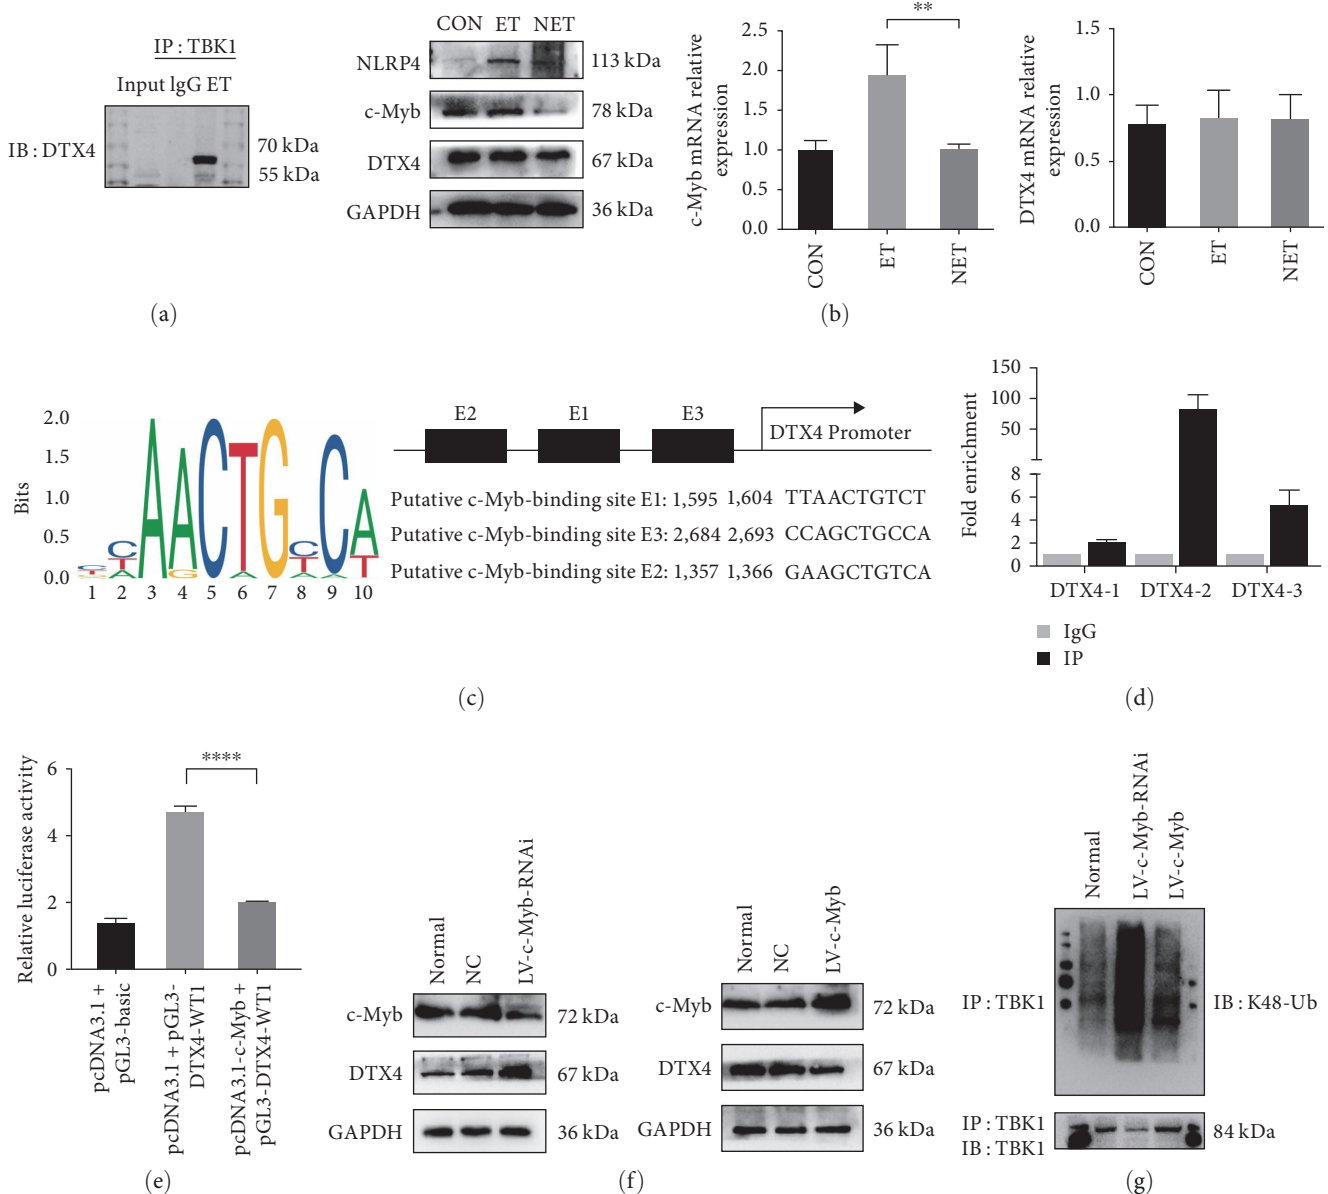 IP : TBK1
Input IgG ET
IB : DTX4
70 kDa
55 kDa
(a)
CON ET NET
NLRP4 113 kDa
c-Myb 78 kDa
DTX4 67 kDa
GAPDH 36 kDa
c-Myb mRNA relative
expression
2.5
2.0
1.5
1.0
0.5
0.0
**
CON
ET
NET
DTX4 mRNA relative
expression
1.5
1.0
0.5
0.0
CON
ET
NET
(b)
Bits
2.0
1.5
1.0
0.5
0.0
1 2 3 4 5 6 7 8 9 10
E2 E1 E3
DTX4 Promoter
Putative c-Myb-binding site E1: 1,595 1,604 TTAACTGTCT
Putative c-Myb-binding site E3: 2,684 2,693 CCAGCTGCCA
Putative c-Myb-binding site E2: 1,357 1,366 GAAGCTGTCA
(c)
Fold enrichment
150
100
50
8
6
4
2
0
DTX4-1 DTX4-2 DTX4-3
IgG
IP
(d)
Relative luciferase activity
6
4
2
0
****
pcDNA3.1 +
pGL3-basic
pcDNA3.1 + pGL3-
DTX4-WT1
pcDNA3.1-c-Myb +
pGL3-DTX4-WT1
(e)
Normal
NC
LV-c-Myb-RNAi
c-Myb 72 kDa
DTX4 67 kDa
GAPDH 36 kDa
Normal
NC
LV-c-Myb
c-Myb 72 kDa
DTX4 67 kDa
GAPDH 36 kDa
(f)
Normal
LV-c-Myb-RNAi
LV-c-Myb
IP : TBK1
IB : K48-Ub
IP : TBK1
IB : TBK1
84 kDa
(g)